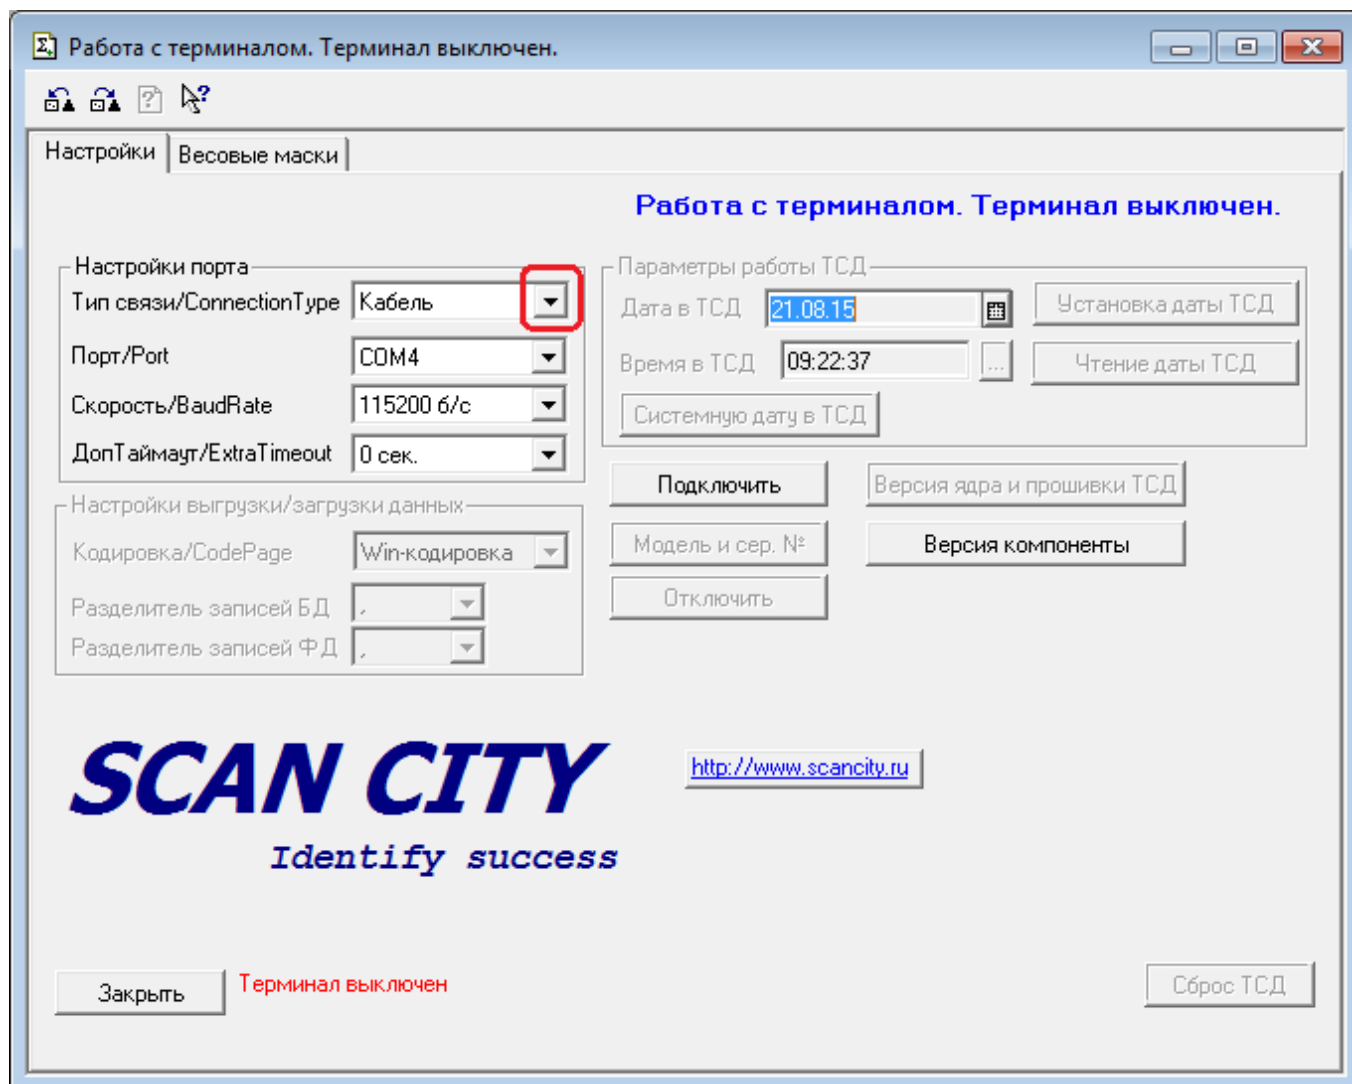 Работа с терминалом. Терминал выключен.
Настройки Весовые маски
Работа с терминалом. Терминал выключен.
Настройки порта
Тип связи/ConnectionType Кабель
Порт/Port COM4
Скорость/BaudRate 115200 б/с
ДопТаймаут/ExtraTimeout 0 сек.
Параметры работы ТСД
Дата в ТСД 21.08.15 Установка даты ТСД
Время в ТСД 09:22:37 ... Чтение даты ТСД
Системную дату в ТСД
Настройки выгрузки/загрузки данных
Кодировка/CodePage Win-кодировка
Разделитель записей БД ,
Разделитель записей ФД ,
Подключить Версия ядра и прошивки ТСД
Модель и сер. № Версия компоненты
Отключить
SCAN CITY
Identify success
http://www.scancity.ru
Закрыть Терминал выключен Сброс ТСД